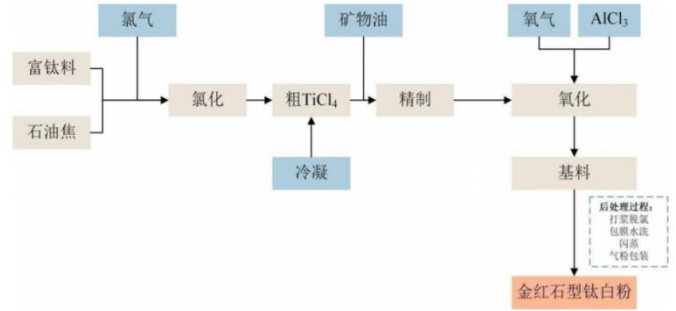 氯气
矿物油
氧气
AlCl3
富钛料
石油焦
氯化
粗TiCl4
精制
氧化
冷凝
基料
后处理过程:
打浆脱氯
包膜水洗
闪蒸
气粉包装
金红石型钛白粉